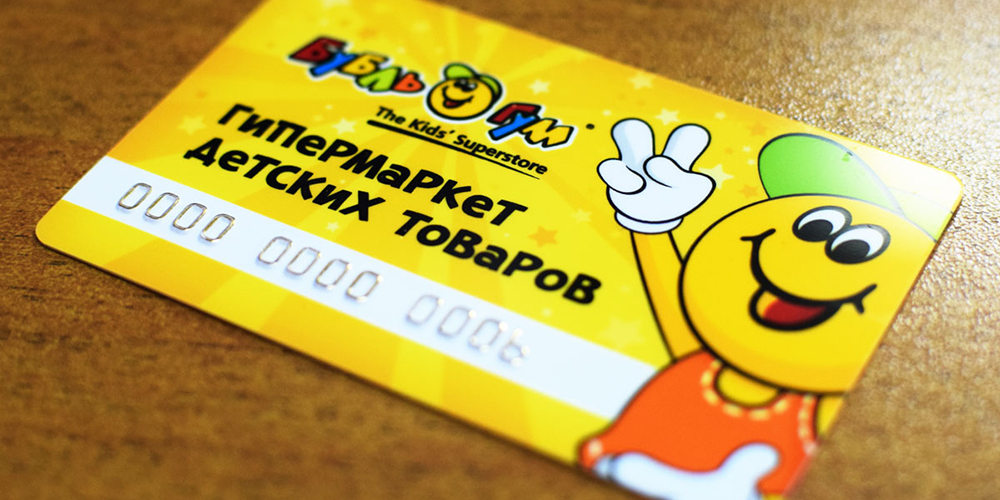 Бубль Гум
The Kids' Superstore
ГиПеРМаРКеТ
ДеТСКиХ ТоВаРоВ
0000 0000 0006